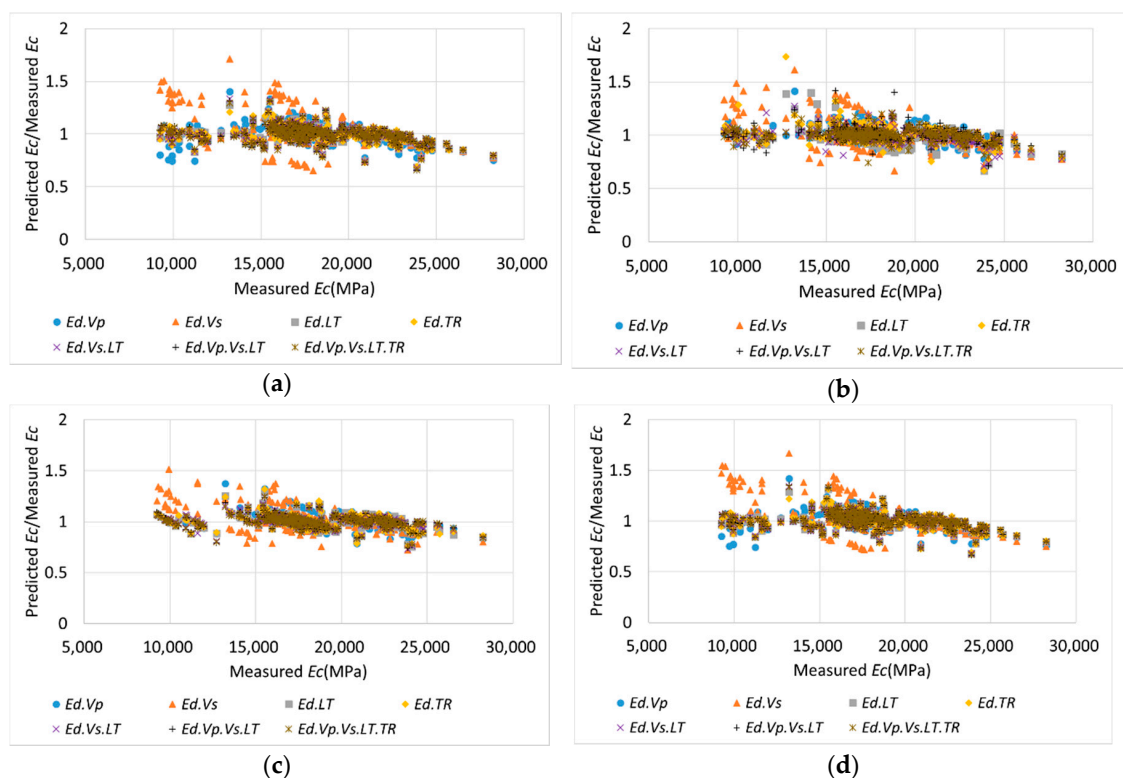 2
1.5
1
0.5
0
Predicted Ec/Measured Ec
5,000 10,000 15,000 20,000 25,000 30,000
Measured Ec(MPa)
Ed.Vp Ed.Vs Ed.LT Ed.TR
Ed.Vs.LT Ed.Vp.Vs.LT Ed.Vp.Vs.LT.TR
(a)
2
1.5
1
0.5
0
Predicted Ec/Measured Ec
5,000 10,000 15,000 20,000 25,000 30,000
Measured Ec(MPa)
Ed.Vp Ed.Vs Ed.LT Ed.TR
Ed.Vs.LT Ed.Vp.Vs.LT Ed.Vp.Vs.LT.TR
(b)
2
1.5
1
0.5
0
Predicted Ec/Measured Ec
5,000 10,000 15,000 20,000 25,000 30,000
Measured Ec(MPa)
Ed.Vp Ed.Vs Ed.LT Ed.TR
Ed.Vs.LT Ed.Vp.Vs.LT Ed.Vp.Vs.LT.TR
(c)
2
1.5
1
0.5
0
Predicted Ec/Measured Ec
5,000 10,000 15,000 20,000 25,000 30,000
Measured Ec(MPa)
Ed.Vp Ed.Vs Ed.LT Ed.TR
Ed.Vs.LT Ed.Vp.Vs.LT Ed.Vp.Vs.LT.TR
(d)